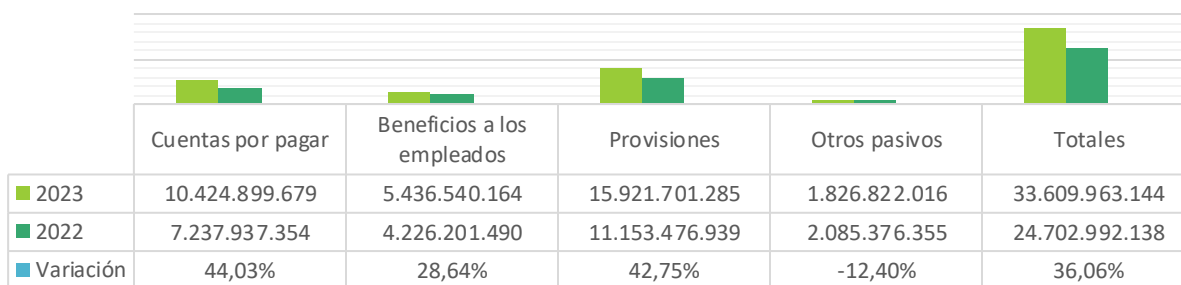 Cuentas por pagar
Beneficios a los
empleados
Provisiones
Otros pasivos
Totales
2023 10.424.899.679 5.436.540.164 15.921.701.285 1.826.822.016 33.609.963.144
2022 7.237.937.354 4.226.201.490 11.153.476.939 2.085.376.355 24.702.992.138
Variación 44,03% 28,64% 42,75% -12,40% 36,06%